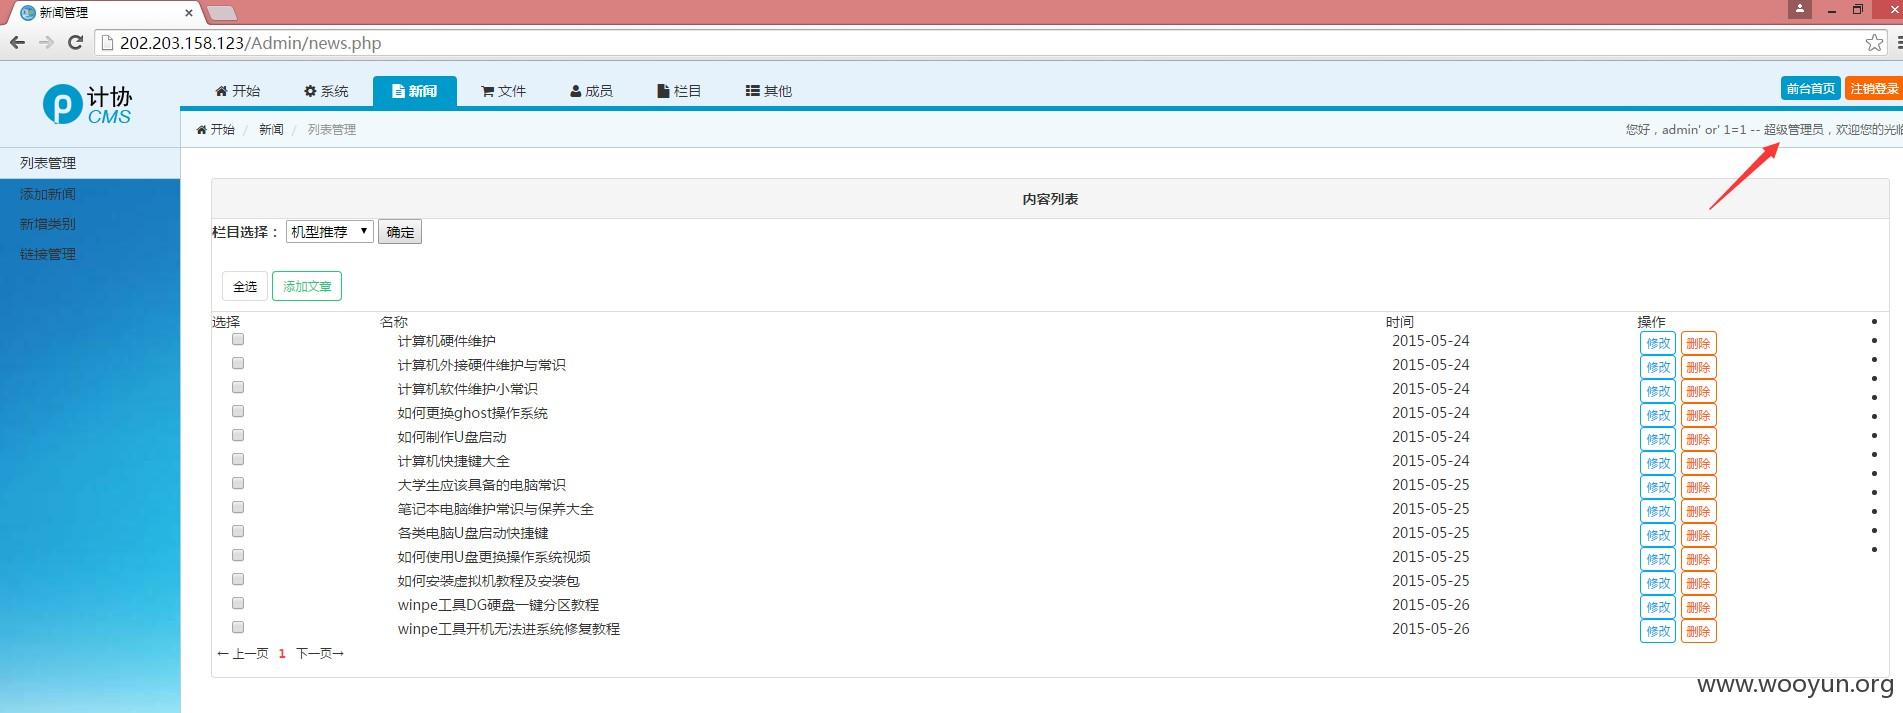 新闻管理
202.203.158.123/Admin/news.php
计协
CMS
开始 系统 新闻 文件 成员 栏目 其他
前台首页 注销登录
开始 / 新闻 / 列表管理
您好，admin' or' 1=1 -- 超级管理员，欢迎您的光临
列表管理
添加新闻
新增类别
链接管理
内容列表
栏目选择： 机型推荐 确定
全选 添加文章
选择 名称 时间 操作
计算机硬件维护 2015-05-24 修改 删除
计算机外接硬件维护与常识 2015-05-24 修改 删除
计算机软件维护小常识 2015-05-24 修改 删除
如何更换ghost操作系统 2015-05-24 修改 删除
如何制作U盘启动 2015-05-24 修改 删除
计算机快捷键大全 2015-05-24 修改 删除
大学生应该具备的电脑常识 2015-05-25 修改 删除
笔记本电脑维护常识与保养大全 2015-05-25 修改 删除
各类电脑U盘启动快捷键 2015-05-25 修改 删除
如何使用U盘更换操作系统视频 2015-05-25 修改 删除
如何安装虚拟机教程及安装包 2015-05-25 修改 删除
winpe工具DG硬盘一键分区教程 2015-05-26 修改 删除
winpe工具开机无法进系统修复教程 2015-05-26 修改 删除
←上一页 1 下一页→
www.wooyun.org